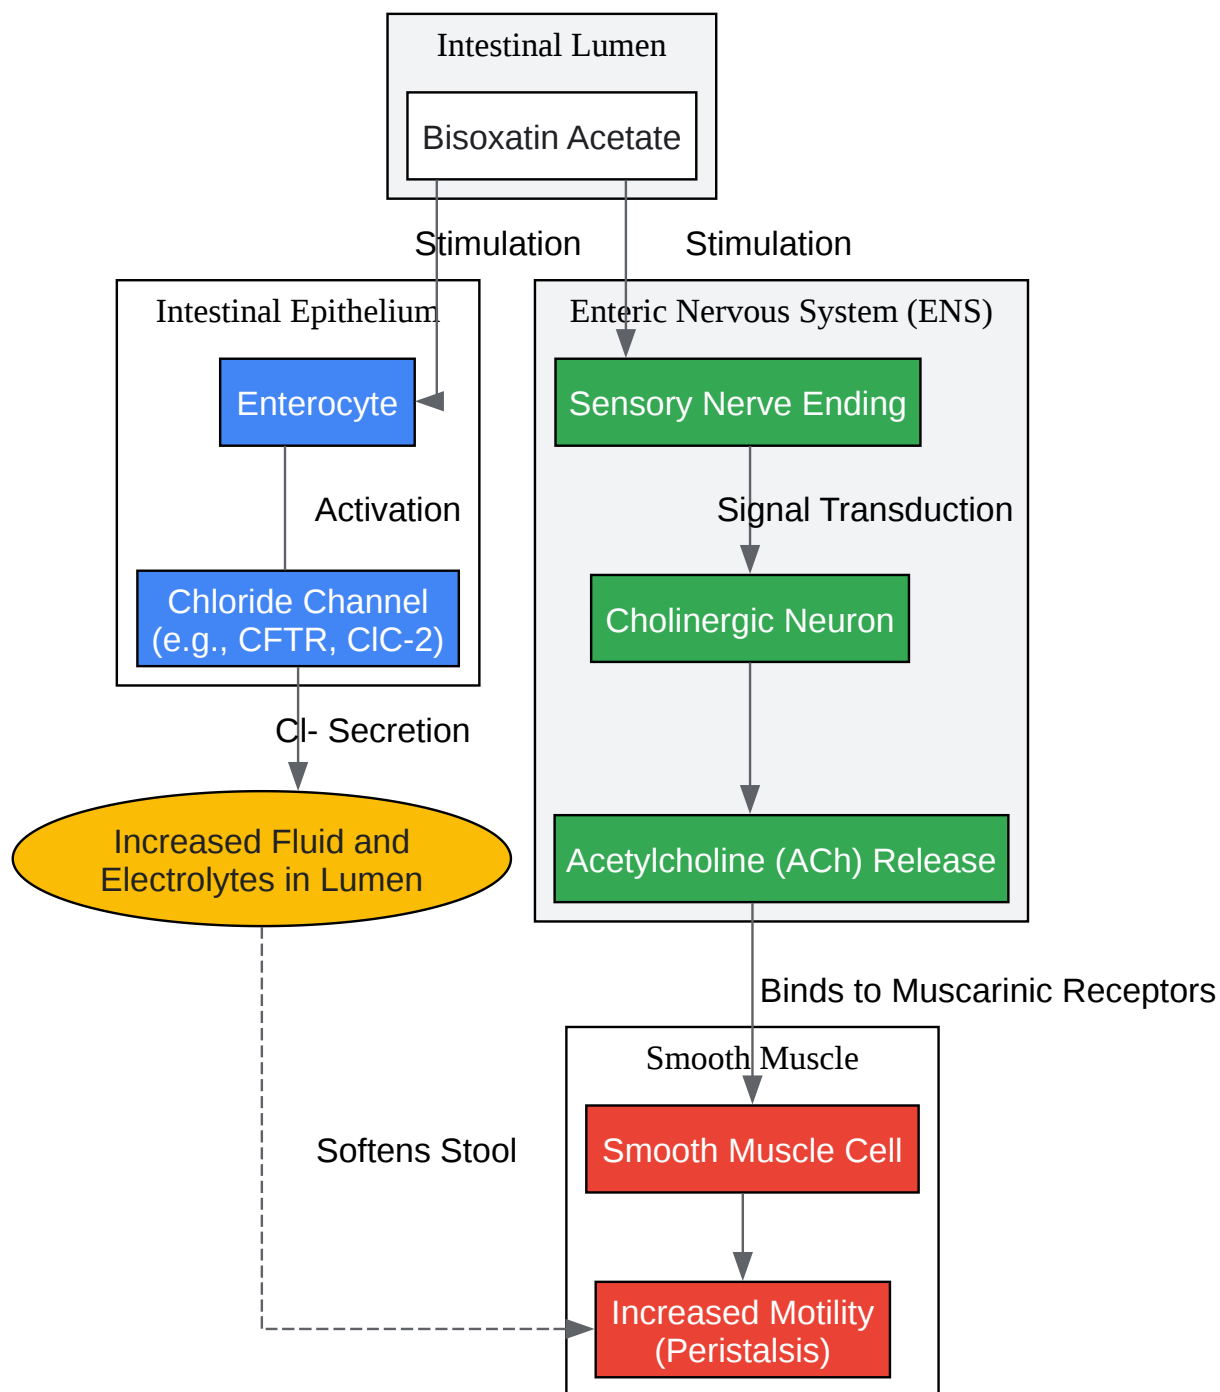 Intestinal Lumen
Bisoxatin Acetate
Stimulation
Stimulation
Intestinal Epithelium
Enteric Nervous System (ENS)
Enterocyte
Sensory Nerve Ending
Activation
Signal Transduction
Chloride Channel
(e.g., CFTR, ClC-2)
Cholinergic Neuron
Cl- Secretion
Increased Fluid and
Electrolytes in Lumen
Acetylcholine (ACh) Release
Binds to Muscarinic Receptors
Smooth Muscle
Softens Stool
Smooth Muscle Cell
Increased Motility
(Peristalsis)